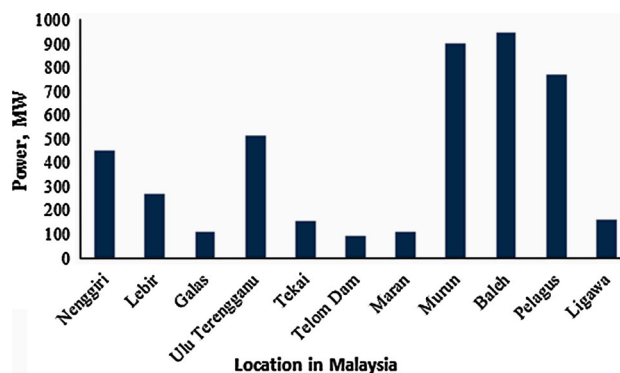 Power, MW
1000
900
800
700
600
500
400
300
200
100
0
Nenggiri
Lebir
Galas
Ulu Terengganu
Tekai
Telom Dam
Maran
Murun
Baleh
Pelagus
Ligawa
Location in Malaysia